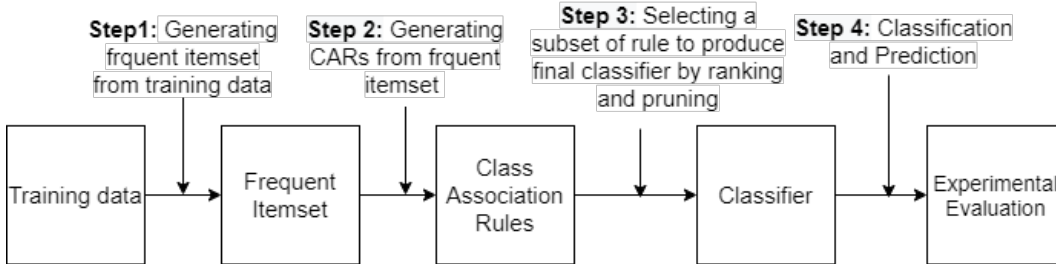 Step1: Generating
frquent itemset
from training data
Step 2: Generating
CARs from frquent
itemset
Step 3: Selecting a
subset of rule to produce
final classifier by ranking
and pruning
Step 4: Classification
and Prediction
Training data
Frequent
Itemset
Class
Association
Rules
Classifier
Experimental
Evaluation